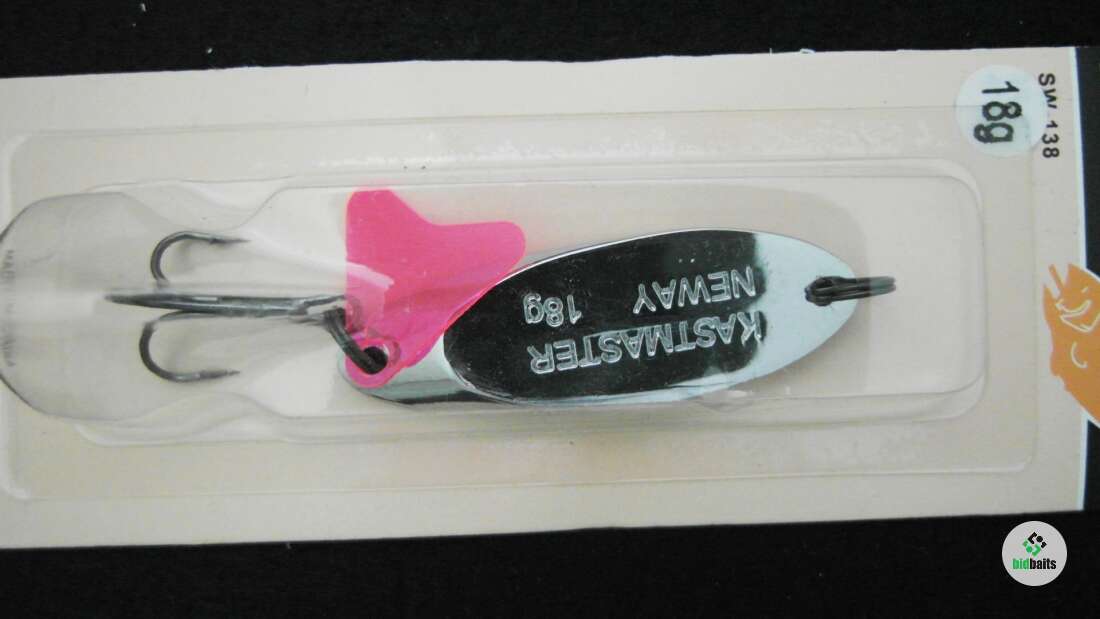 SW 138
18g
KASTMASTER
NEWAY
18g
bidbaits